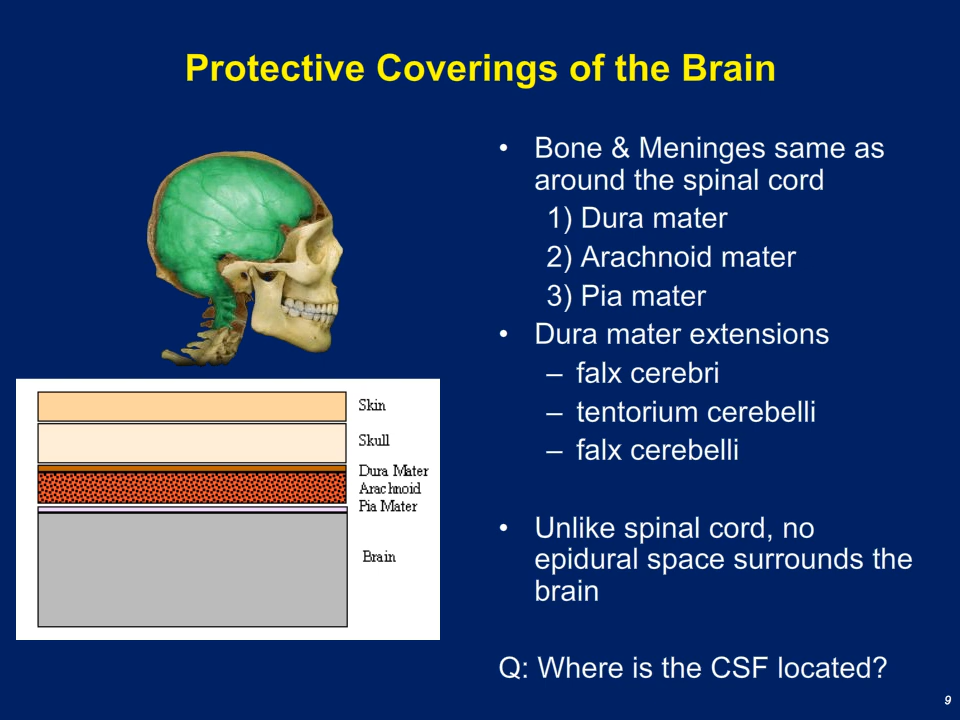 Protective Coverings of the Brain
• Bone & Meninges same as
around the spinal cord
1) Dura mater
2) Arachnoid mater
3) Pia mater
• Dura mater extensions
– falx cerebri
– tentorium cerebelli
– falx cerebelli
• Unlike spinal cord, no
epidural space surrounds the
brain
Q: Where is the CSF located?
Skin
Skull
Dura Mater
Arachnoid
Pia Mater
Brain
9